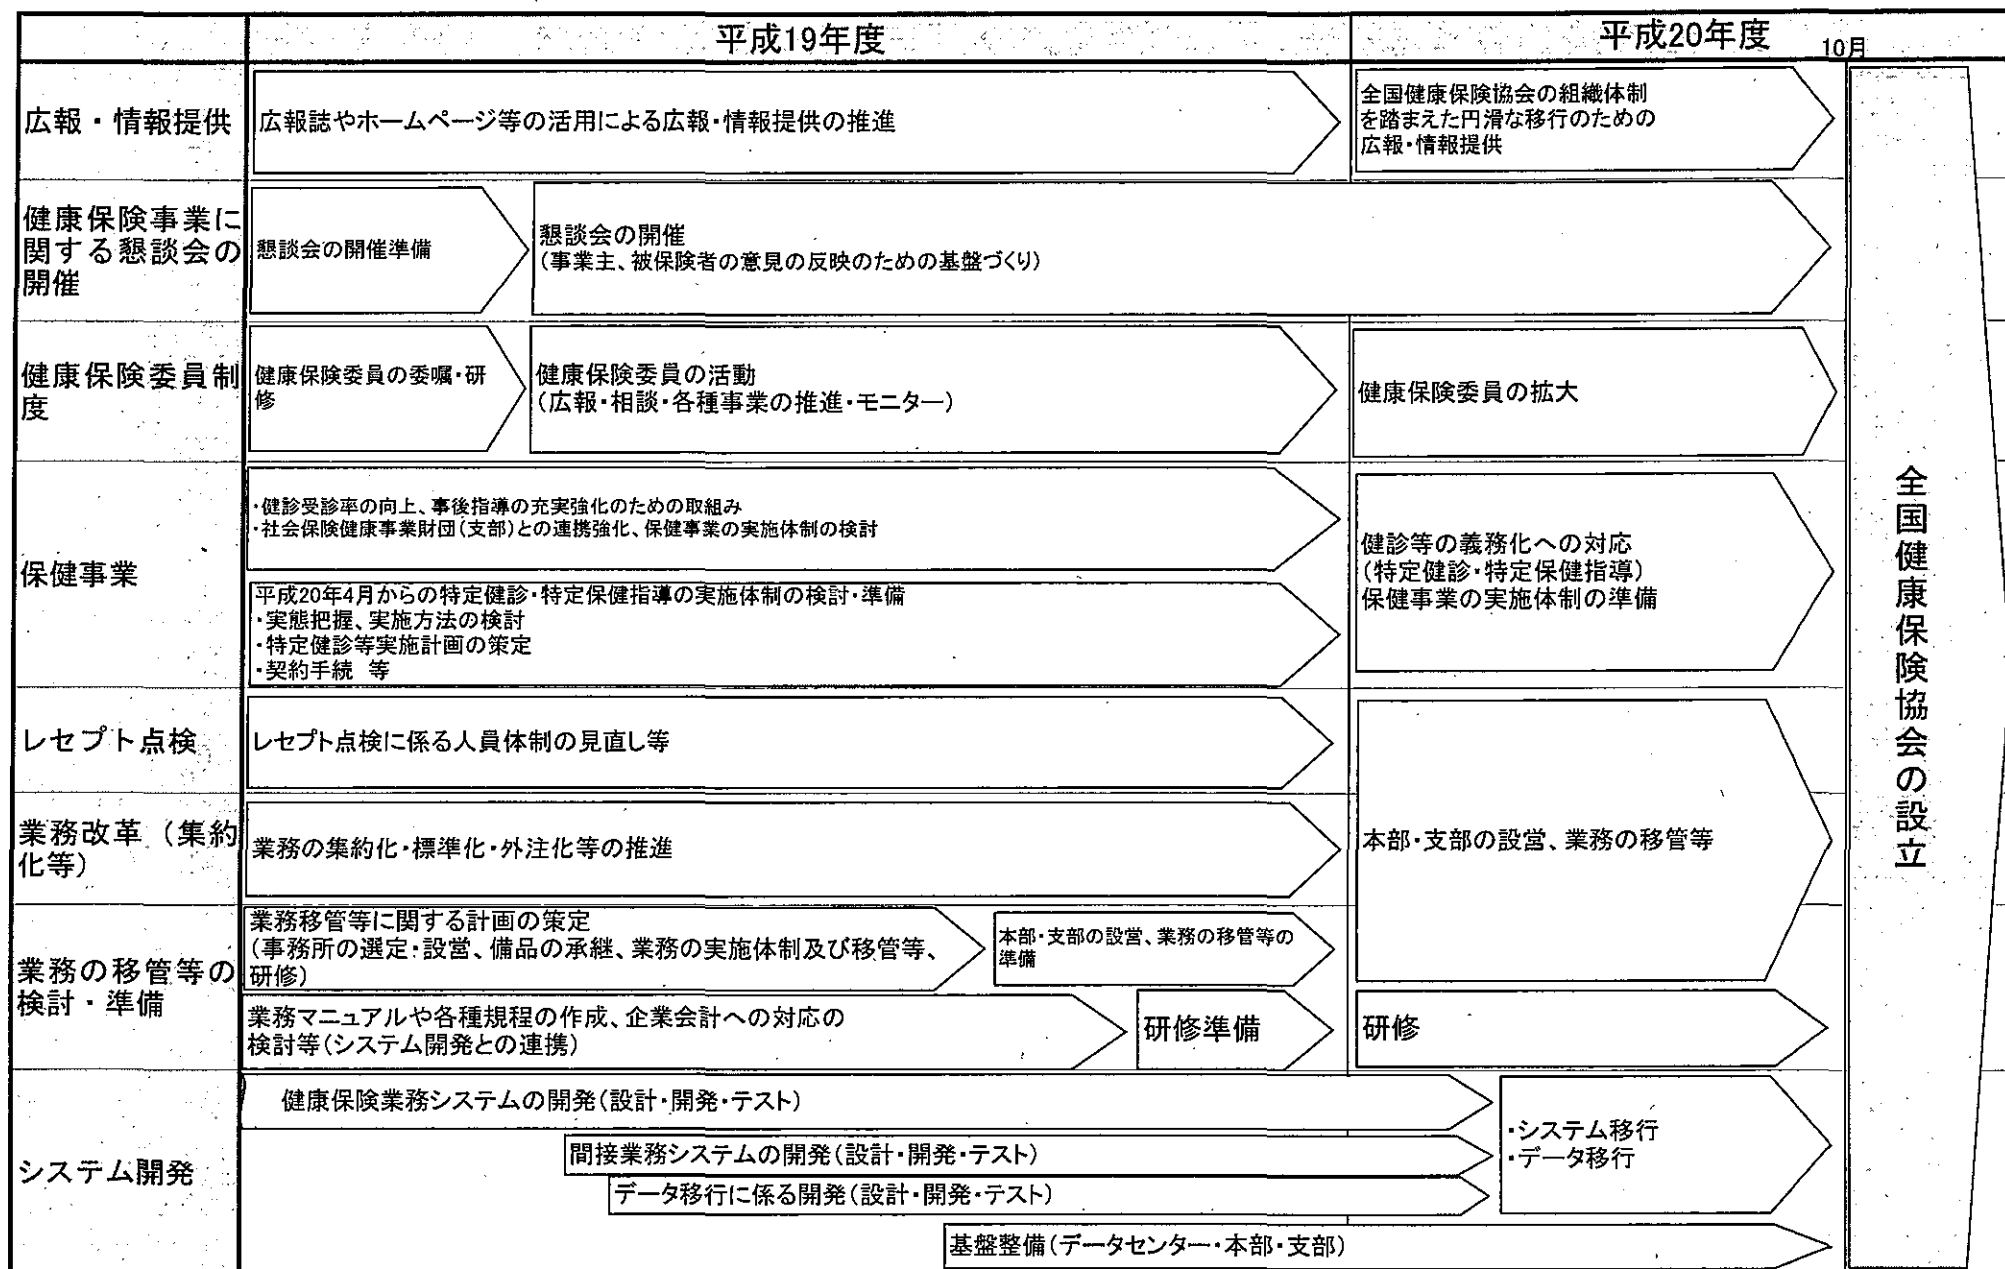 平成19年度
平成20年度
10月
広報・情報提供
広報誌やホームページ等の活用による広報・情報提供の推進
全国健康保険協会の組織体制
を踏まえた円滑な移行のための
広報・情報提供
健康保険事業に
関する懇談会の
開催
懇談会の開催準備
懇談会の開催
(事業主、被保険者の意見の反映のための基盤づくり)
健康保険委員制
度
健康保険委員の委嘱・研
修
健康保険委員の活動
(広報・相談・各種事業の推進・モニター)
健康保険委員の拡大
保健事業
・健診受診率の向上、事後指導の充実強化のための取組み
・社会保険健康事業財団(支部)との連携強化、保健事業の実施体制の検討
平成20年4月からの特定健診・特定保健指導の実施体制の検討・準備
・実態把握、実施方法の検討
・特定健診等実施計画の策定
・契約手続 等
健診等の義務化への対応
(特定健診・特定保健指導)
保健事業の実施体制の準備
レセプト点検
レセプト点検に係る人員体制の見直し等
業務改革(集約
化等)
業務の集約化・標準化・外注化等の推進
本部・支部の設営、業務の移管等
業務の移管等の
検討・準備
業務移管等に関する計画の策定
(事務所の選定・設営、備品の承継、業務の実施体制及び移管等、
研修)
本部・支部の設営、業務の移管等の
準備
業務マニュアルや各種規程の作成、企業会計への対応の
検討等(システム開発との連携)
研修準備
研修
システム開発
健康保険業務システムの開発(設計・開発・テスト)
間接業務システムの開発(設計・開発・テスト)
データ移行に係る開発(設計・開発・テスト)
基盤整備(データセンター・本部・支部)
・システム移行
・データ移行
全国健康保険協会の設立